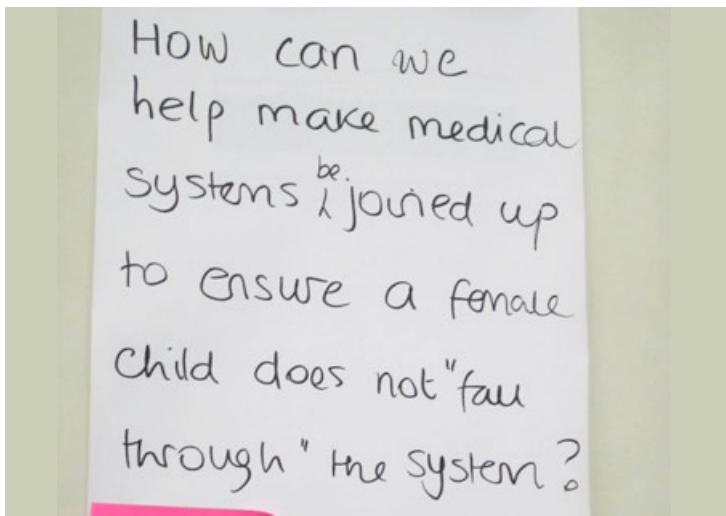 How can we
help make medical
systems be joined up
to ensure a female
child does not "fall
through" the system?